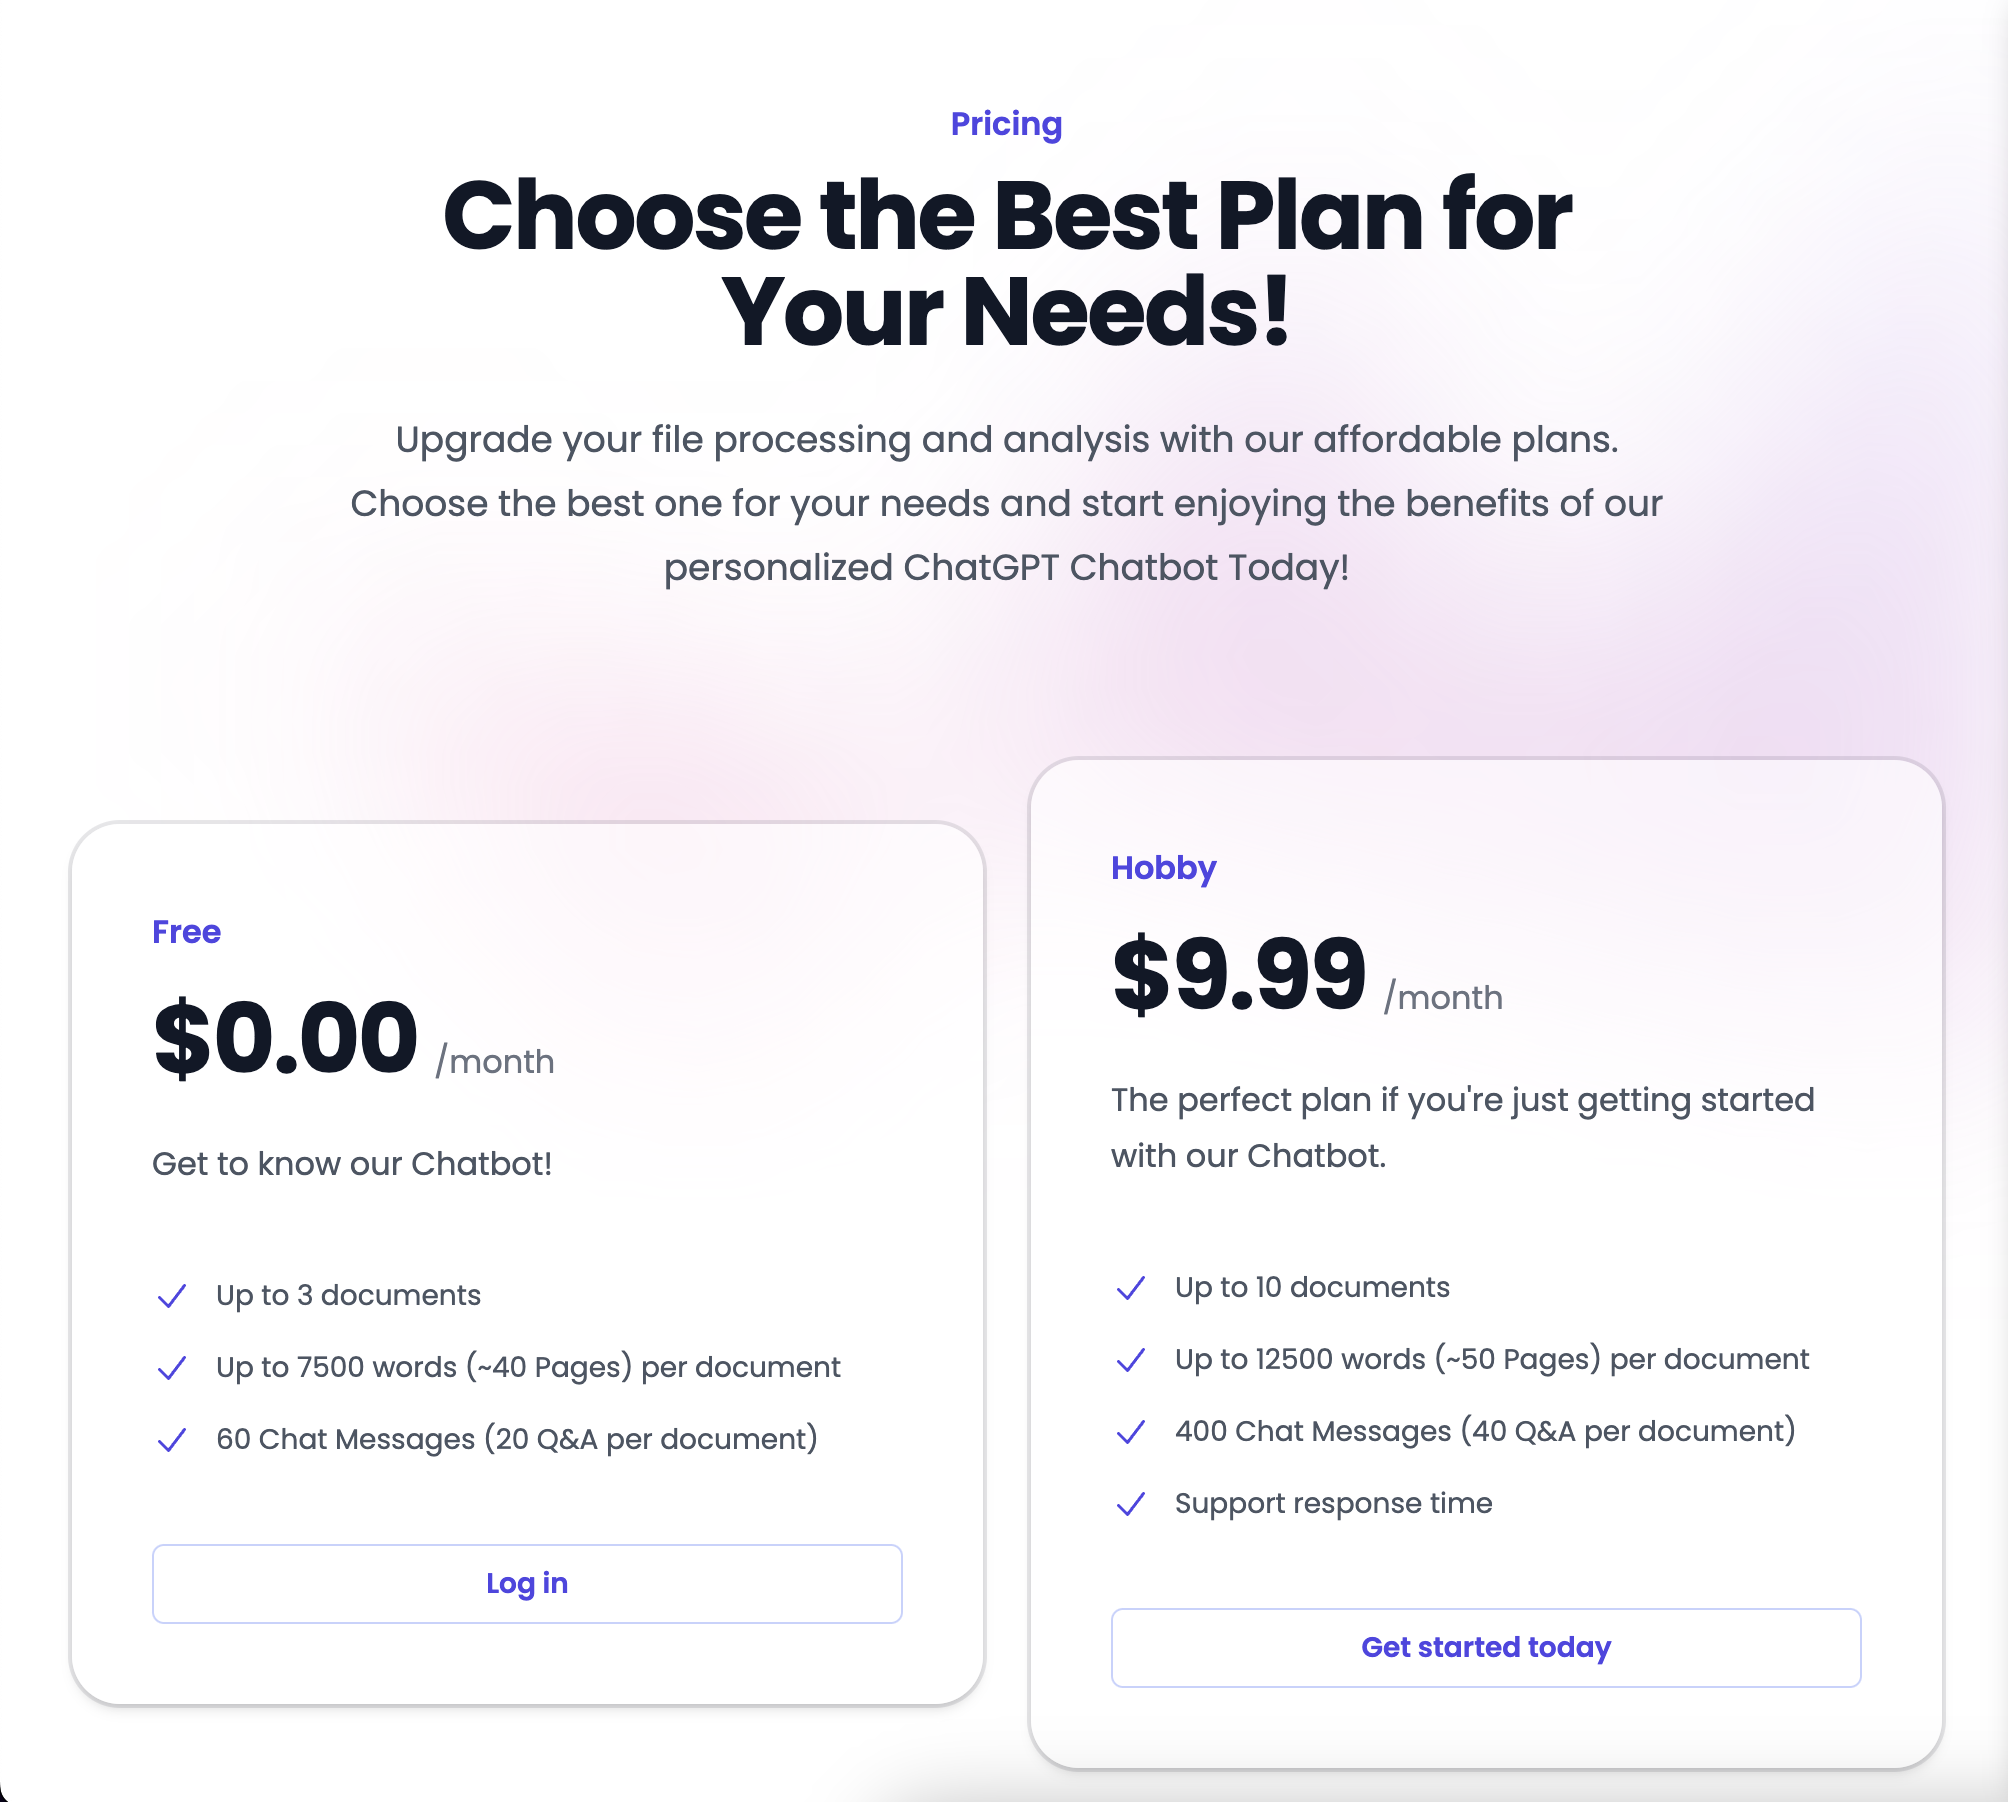 Pricing
Choose the Best Plan for
Your Needs!
Upgrade your file processing and analysis with our affordable plans.
Choose the best one for your needs and start enjoying the benefits of our
personalized ChatGPT Chatbot Today!
Free
$0.00 /month
Get to know our Chatbot!
Up to 3 documents
Up to 7500 words (~40 Pages) per document
60 Chat Messages (20 Q&A per document)
Log in
Hobby
$9.99 /month
The perfect plan if you're just getting started
with our Chatbot.
Up to 10 documents
Up to 12500 words (~50 Pages) per document
400 Chat Messages (40 Q&A per document)
Support response time
Get started today